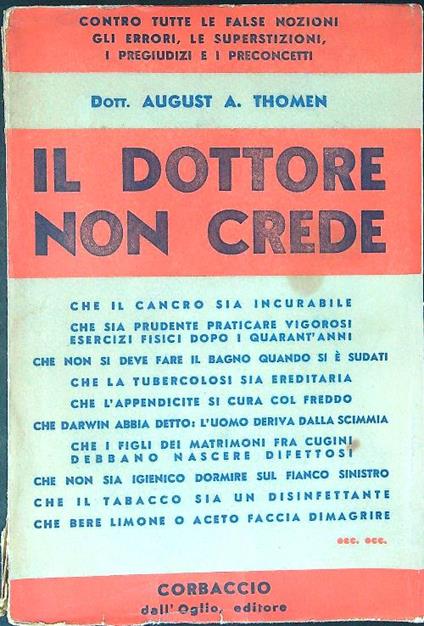 CONTRO TUTTE LE FALSE NOZIONI
GLI ERRORI, LE SUPERSTIZIONI,
I PREGIUDIZI E I PRECONCETTI
DOTT. AUGUST A. THOMEN
IL DOTTORE
NON CREDE
CHE IL CANCRO SIA INCURABILE
CHE SIA PRUDENTE PRATICARE VIGOROSI
ESERCIZI FISICI DOPO I QUARANT'ANNI
CHE NON SI DEVE FARE IL BAGNO QUANDO SI È SUDATI
CHE LA TUBERCOLOSI SIA EREDITARIA
CHE L'APPENDICITE SI CURA COL FREDDO
CHE DARWIN ABBIA DETTO: L'UOMO DERIVA DALLA SCIMMIA
CHE I FIGLI DEI MATRIMONI FRA CUGINI
DEBBANO NASCERE DIFETTOSI
CHE NON SIA IGIENICO DORMIRE SUL FIANCO SINISTRO
CHE IL TABACCO SIA UN DISINFETTANTE
CHE BERE LIMONE O ACETO FACCIA DIMAGRIRE
ecc. ecc.
CORBACCIO
dall'Oglio, editore